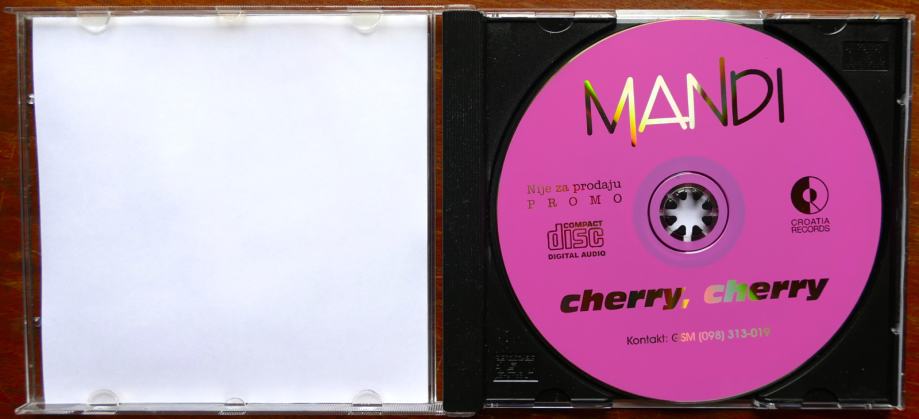 MANDI
Nije za prodaju
PROMO
COMPACT
disc
DIGITAL AUDIO
CROATIA
RECORDS
cherry, cherry
Kontakt: GSM (098) 313-019